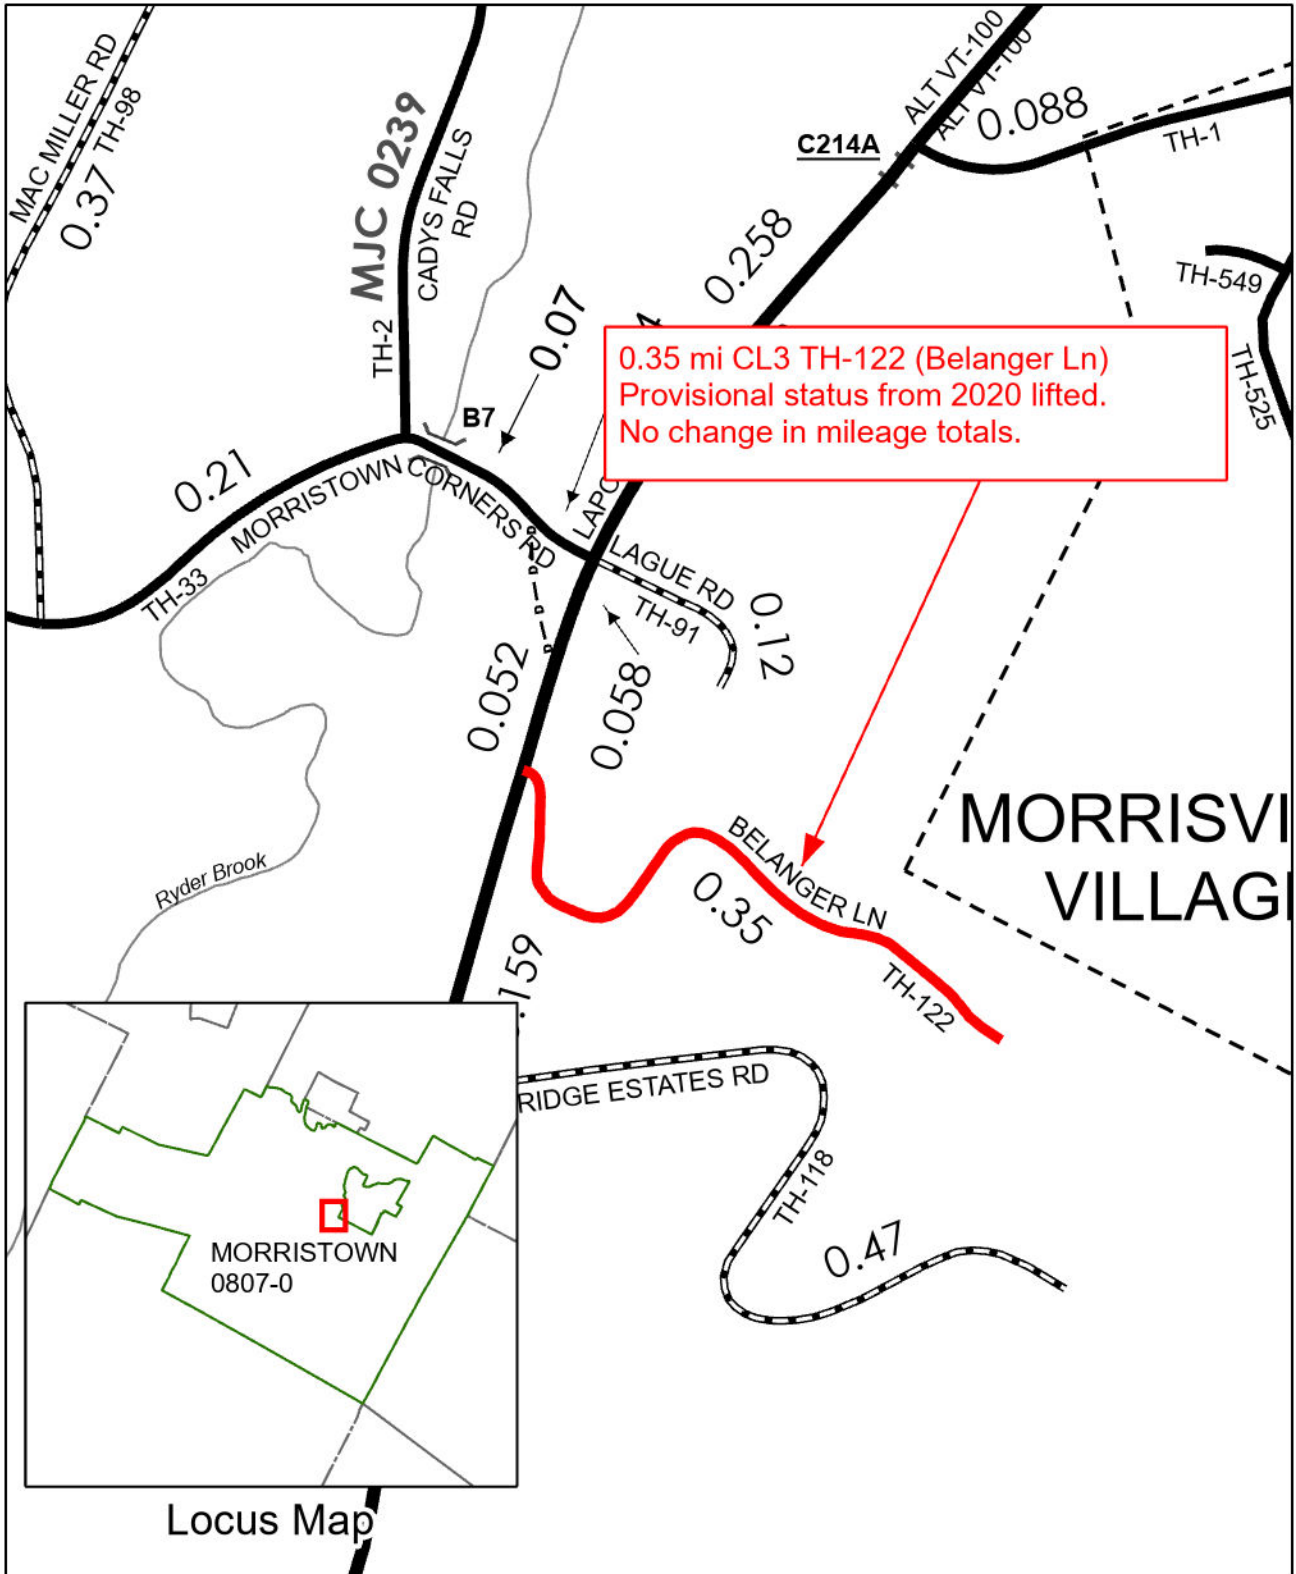 MAC MILLER RD
0.37
TH-98
MJC 0239
CADYS FALLS
RD
TH-2
ALT VT-100
ALT VT-100
C214A
0.088
TH-1
0.258
TH-549
TH-525
0.07
4
0.35 mi CL3 TH-122 (Belanger Ln)
Provisional status from 2020 lifted.
No change in mileage totals.
B7
0.21
MORRISTOWN CORNERS RD
TH-33
LAGUE RD
TH-91
0.12
0.052
0.058
MORRISVI
VILLAG
BELANGER LN
0.35
TH-122
Ryder Brook
159
RIDGE ESTATES RD
TH-118
0.47
MORRISTOWN
0807-0
Locus Map